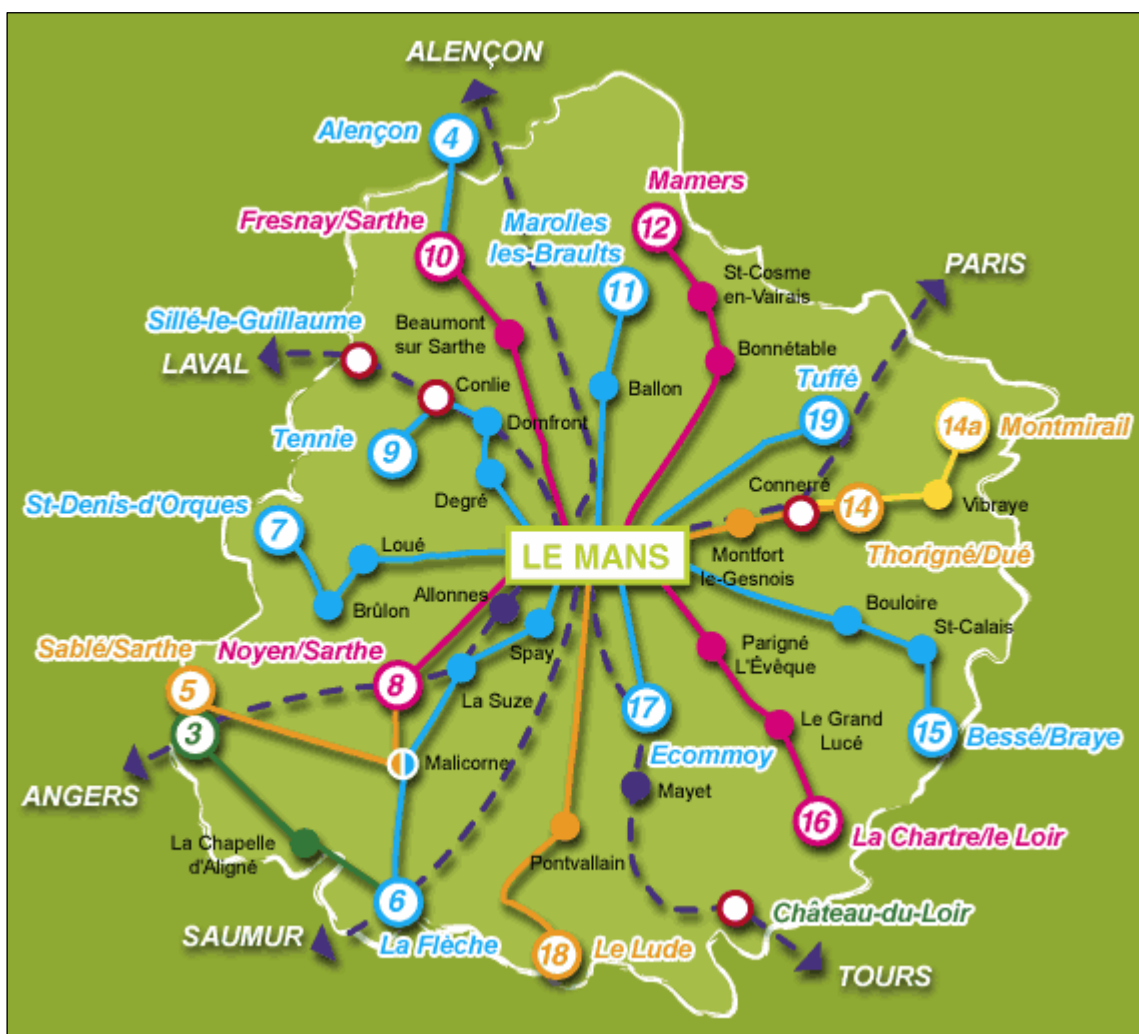 ALENÇON
Alençon
4
Mamers
Fresnay/Sarthe
Marolles
les-Braults
12
10
PARIS
St-Cosme
en-Vairais
11
Sillé-le-Guillaume
Beaumont
sur Sarthe
LAVAL
Bonnétable
Conlie
Tuffé
Ballon
Domfront
19
14a
Montmirail
Tennie
9
Connerré
Degré
St-Denis-d'Orques
Vibraye
14
7
Loué
LE MANS
Montfort
le-Gesnois
Thorigné/Dué
Allonnes
Brûlon
Bouloire
St-Calais
Sablé/Sarthe
Noyen/Sarthe
Spay
Parigné
L'Évèque
5
8
La Suze
17
Le Grand
Lucé
3
15
Bessé/Braye
Ecommoy
Malicorne
ANGERS
Mayet
16
La Chartre/le Loir
La Chapelle
d'Aligné
Pontvallain
6
Château-du-Loir
SAUMUR
La Flèche
18
Le Lude
TOURS